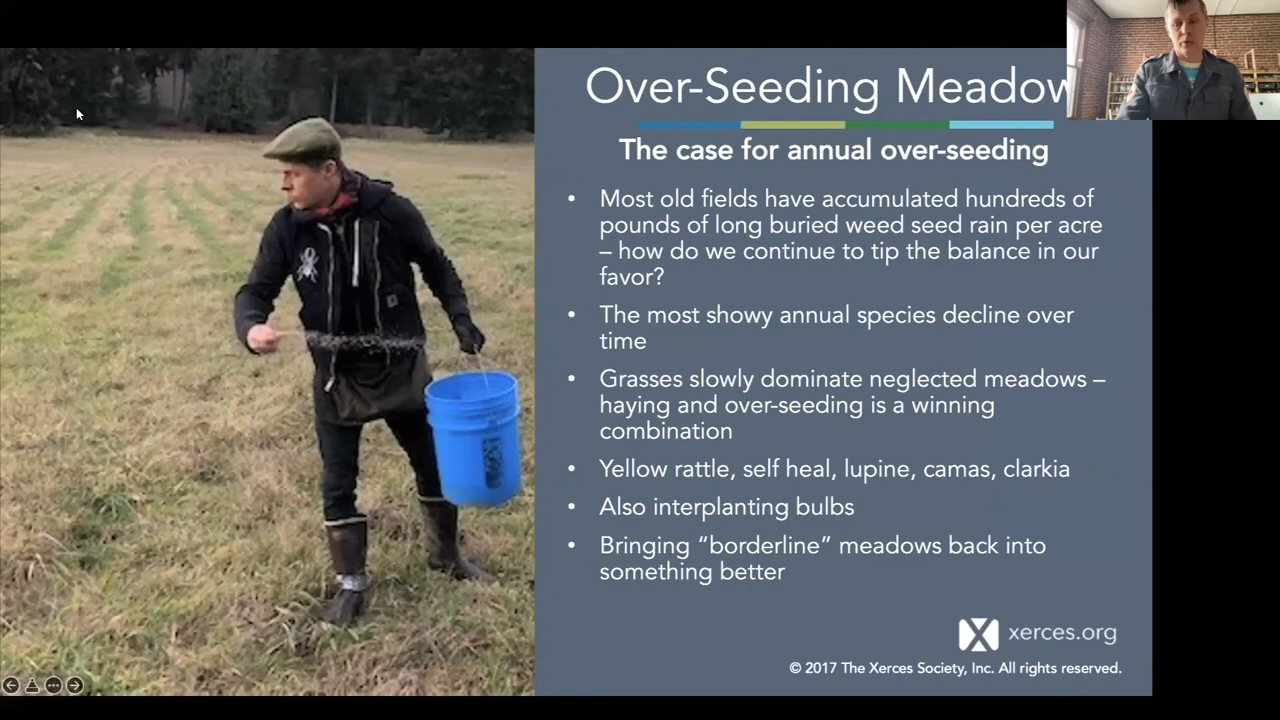 Over-Seeding Meadow
The case for annual over-seeding
• Most old fields have accumulated hundreds of
pounds of long buried weed seed rain per acre
– how do we continue to tip the balance in our
favor?
• The most showy annual species decline over
time
• Grasses slowly dominate neglected meadows –
haying and over-seeding is a winning
combination
• Yellow rattle, self heal, lupine, camas, clarkia
• Also interplanting bulbs
• Bringing “borderline” meadows back into
something better
xerces.org
© 2017 The Xerces Society, Inc. All rights reserved.